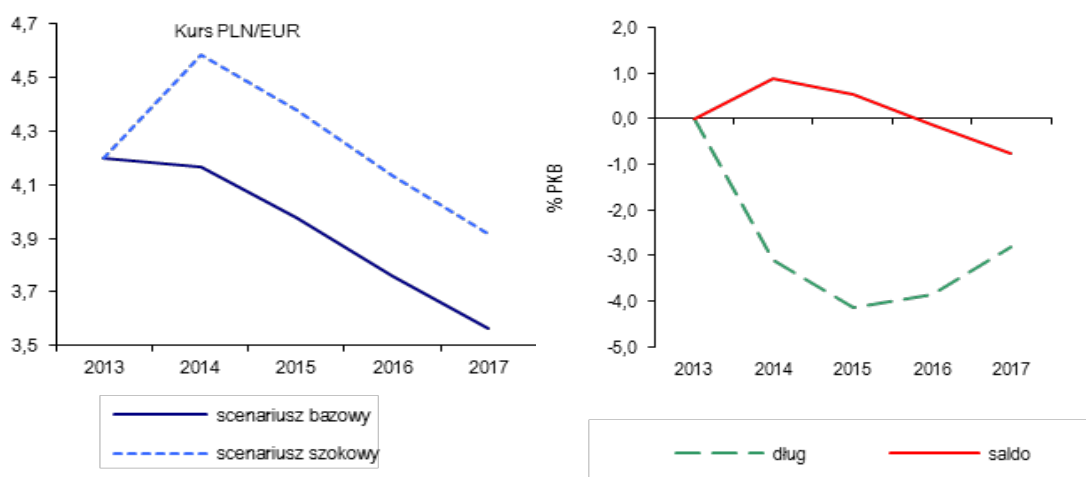 Kurs PLN/EUR
4,7
4,5
4,3
4,1
3,9
3,7
3,5
2013 2014 2015 2016 2017
scenariusz bazowy
scenariusz szokowy
% PKB
2,0
1,0
0,0
-1,0
-2,0
-3,0
-4,0
-5,0
2013 2014 2015 2016 2017
dług saldo